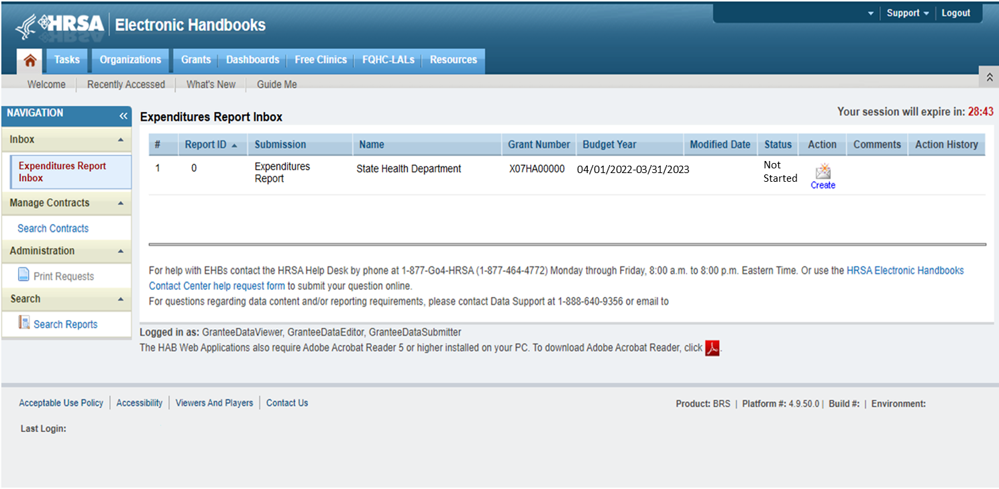 HRSA Electronic Handbooks
Support Logout
Tasks Organizations Grants Dashboards Free Clinics FQHC-LALs Resources
Welcome Recently Accessed What's New Guide Me
NAVIGATION
Inbox
Expenditures Report
Inbox
Manage Contracts
Search Contracts
Administration
Print Requests
Search
Search Reports
Your session will expire in: 28:43
Expenditures Report Inbox
# Report ID Submission Name Grant Number Budget Year Modified Date Status Action Comments Action History
1 0 Expenditures Report State Health Department X07HA00000 04/01/2022-03/31/2023 Not Started Create
For help with EHBs contact the HRSA Help Desk by phone at 1-877-Go4-HRSA (1-877-464-4772) Monday through Friday, 8:00 a.m. to 8:00 p.m. Eastern Time. Or use the HRSA Electronic Handbooks
Contact Center help request form to submit your question online.
For questions regarding data content and/or reporting requirements, please contact Data Support at 1-888-640-9356 or email to
Logged in as: GranteeDataViewer, GranteeDataEditor, GranteeDataSubmitter
The HAB Web Applications also require Adobe Acrobat Reader 5 or higher installed on your PC. To download Adobe Acrobat Reader, click .
Acceptable Use Policy | Accessibility | Viewers And Players | Contact Us
Product: BRS | Platform #: 4.9.50.0 | Build #: | Environment:
Last Login: